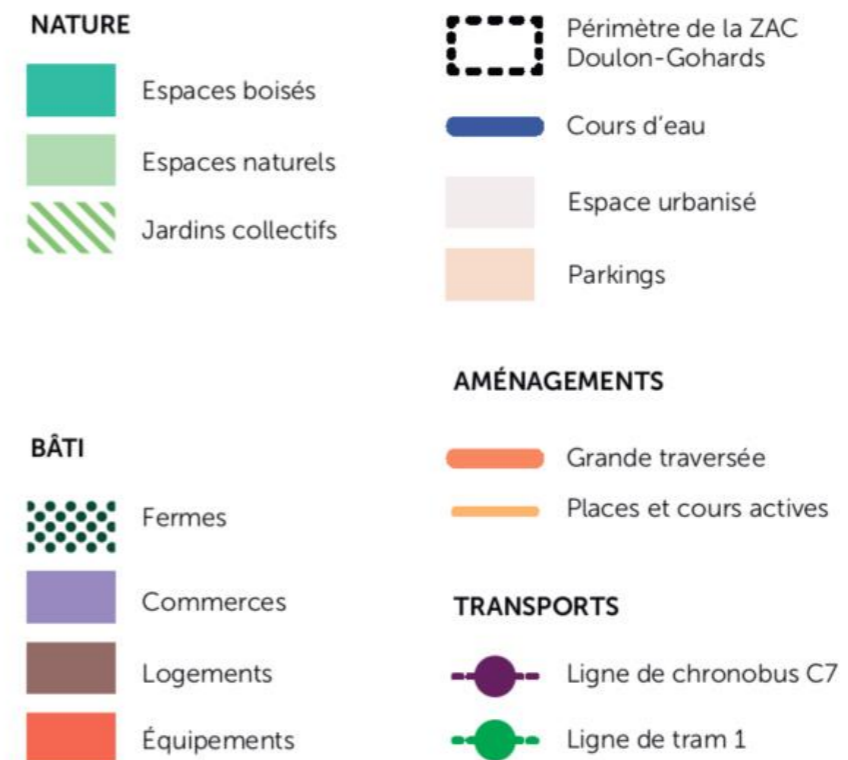 NATURE
Espaces boisés
Espaces naturels
Jardins collectifs
BÂTI
Fermes
Commerces
Logements
Équipements
Périmètre de la ZAC
Doulon-Gohards
Cours d'eau
Espace urbanisé
Parkings
AMÉNAGEMENTS
Grande traversée
Places et cours actives
TRANSPORTS
Ligne de chronobus C7
Ligne de tram 1